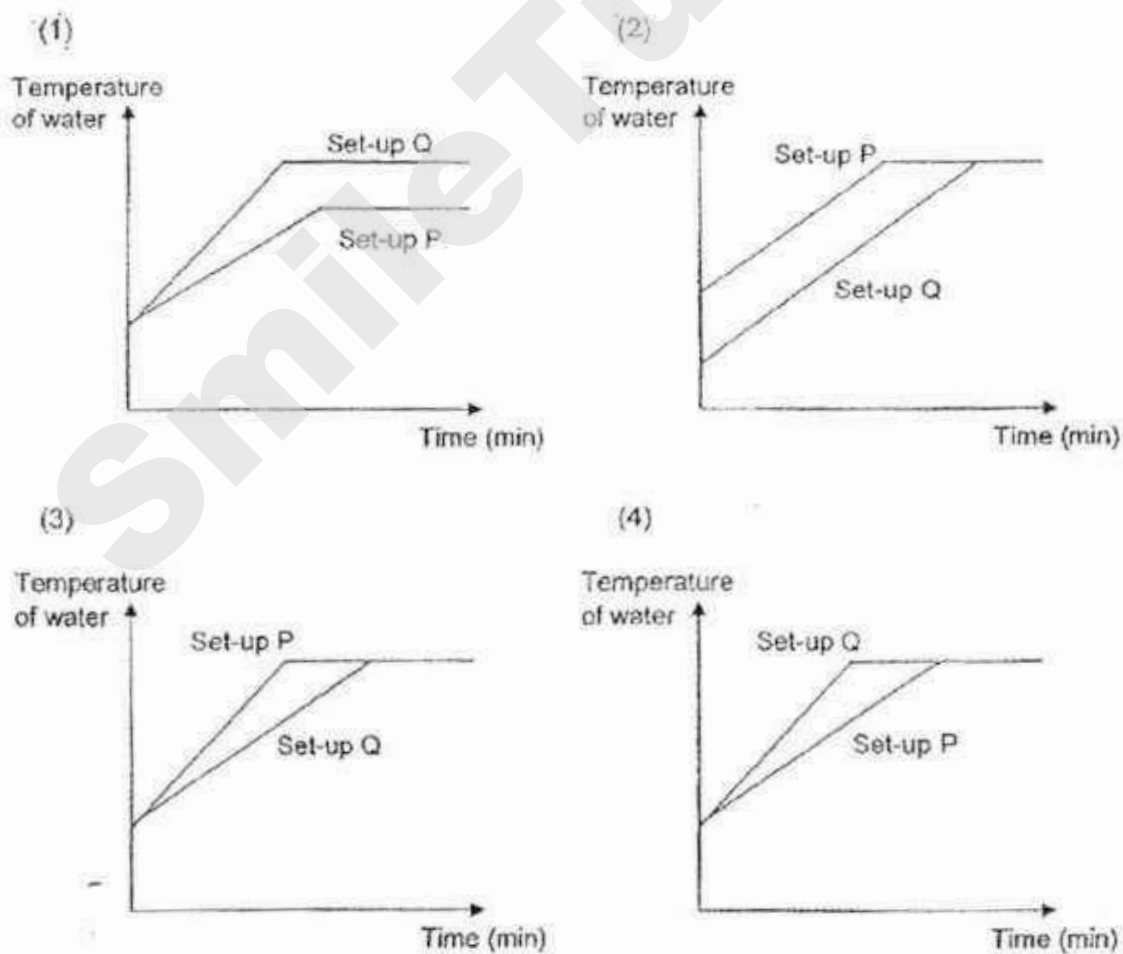 (1)
Temperature
of water
Set-up Q
Set-up P
Time (min)
(2)
Temperature
of water
Set-up P
Set-up Q
Time (min)
(3)
Temperature
of water
Set-up P
Set-up Q
Time (min)
(4)
Temperature
of water
Set-up Q
Set-up P
Time (min)
Smile Tu